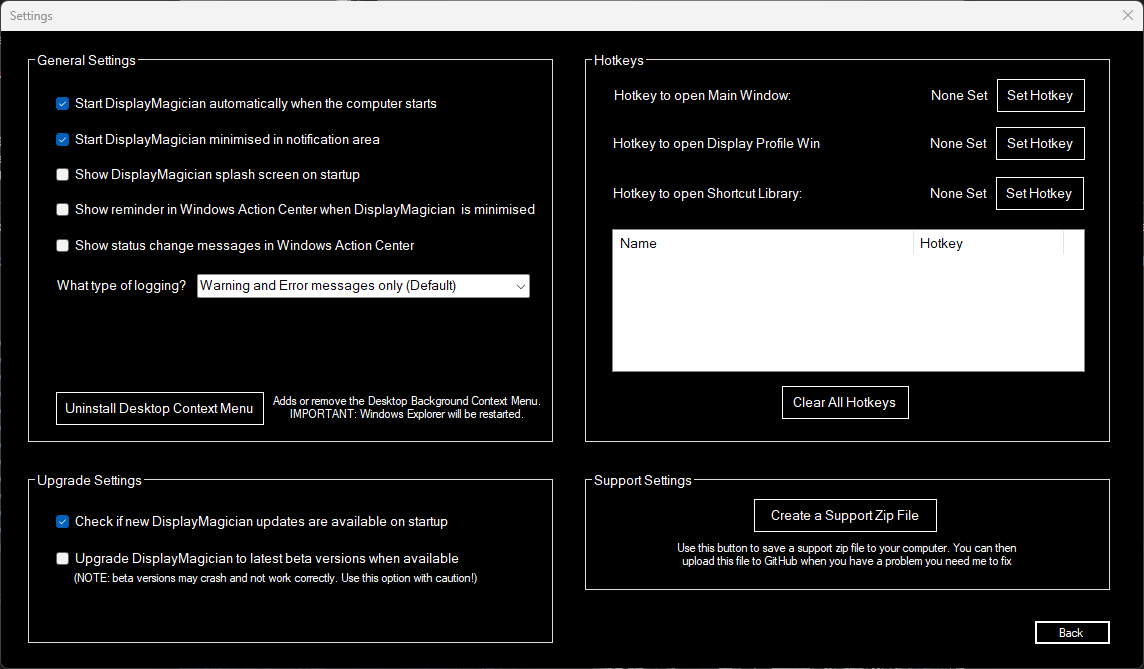 Settings
General Settings
Start DisplayMagician automatically when the computer starts
Start DisplayMagician minimised in notification area
Show DisplayMagician splash screen on startup
Show reminder in Windows Action Center when DisplayMagician  is minimised
Show status change messages in Windows Action Center
What type of logging? Warning and Error messages only (Default)
Uninstall Desktop Context Menu
Adds or remove the Desktop Background Context Menu.
IMPORTANT: Windows Explorer will be restarted.
Hotkeys
Hotkey to open Main Window: None Set Set Hotkey
Hotkey to open Display Profile Win None Set Set Hotkey
Hotkey to open Shortcut Library: None Set Set Hotkey
Name Hotkey
Clear All Hotkeys
Upgrade Settings
Check if new DisplayMagician updates are available on startup
Upgrade DisplayMagician to latest beta versions when available
(NOTE: beta versions may crash and not work correctly. Use this option with caution!)
Support Settings
Create a Support Zip File
Use this button to save a support zip file to your computer. You can then
upload this file to GitHub when you have a problem you need me to fix
Back